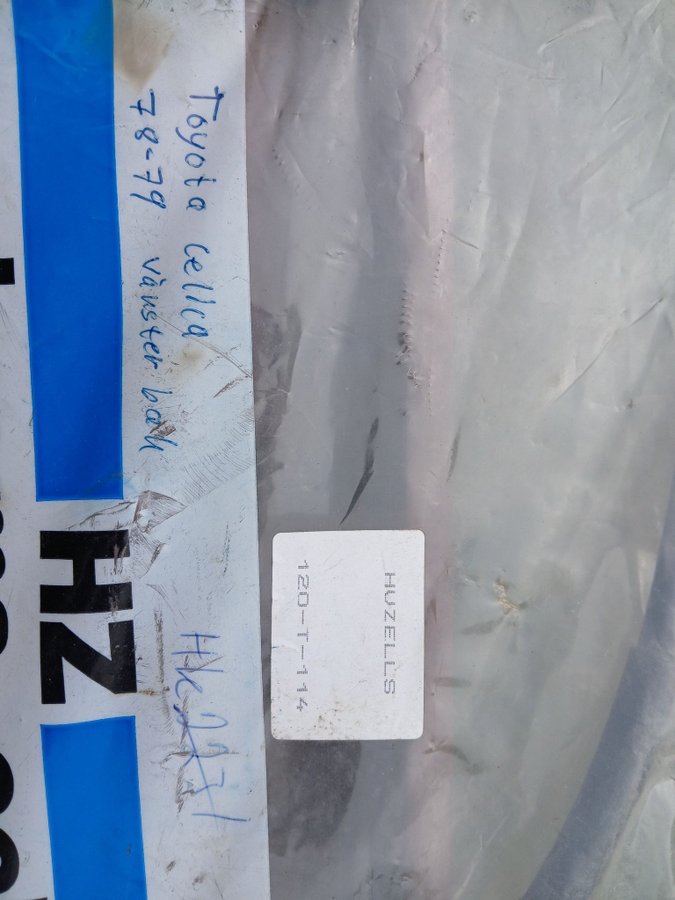 Toyota Celica
78-79 vänster bak
HZ
HUZELLS
120-T-114